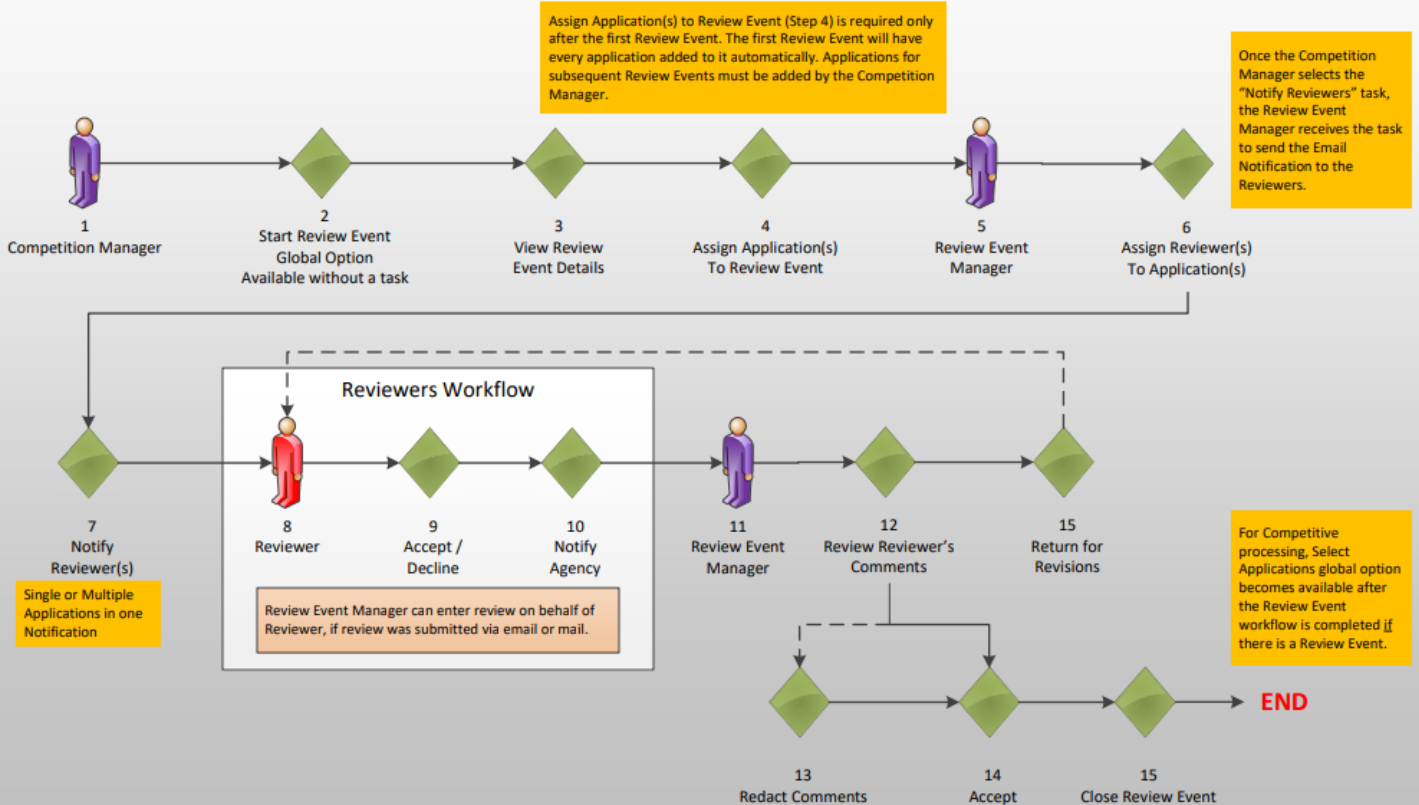 Assign Application(s) to Review Event (Step 4) is required only
after the first Review Event. The first Review Event will have
every application added to it automatically. Applications for
subsequent Review Events must be added by the Competition
Manager.
Once the Competition
Manager selects the
“Notify Reviewers” task,
the Review Event
Manager receives the task
to send the Email
Notification to the
Reviewers.
1
Competition Manager
2
Start Review Event
Global Option
Available without a task
3
View Review
Event Details
4
Assign Application(s)
To Review Event
5
Review Event
Manager
6
Assign Reviewer(s)
To Application(s)
Reviewers Workflow
7
Notify
Reviewer(s)
Single or Multiple
Applications in one
Notification
8
Reviewer
9
Accept /
Decline
10
Notify
Agency
Review Event Manager can enter review on behalf of
Reviewer, if review was submitted via email or mail.
11
Review Event
Manager
12
Review Reviewer’s
Comments
15
Return for
Revisions
For Competitive
processing, Select
Applications global option
becomes available after
the Review Event
workflow is completed if
there is a Review Event.
END
13
Redact Comments
14
Accept
15
Close Review Event